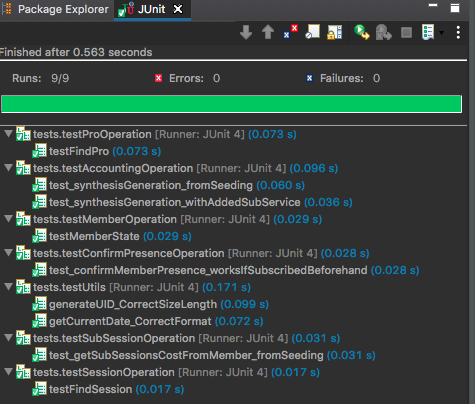 Package Explorer JUnit
Finished after 0.563 seconds
Runs: 9/9 Errors: 0 Failures: 0
tests.testProOperation [Runner: JUnit 4] (0.073 s)
testFindPro (0.073 s)
tests.testAccountingOperation [Runner: JUnit 4] (0.096 s)
test_synthesisGeneration_fromSeeding (0.060 s)
test_synthesisGeneration_withAddedSubService (0.036 s)
tests.testMemberOperation [Runner: JUnit 4] (0.029 s)
testMemberState (0.029 s)
tests.testConfirmPresenceOperation [Runner: JUnit 4] (0.028 s)
test_confirmMemberPresence_worksIfSubscribedBeforehand (0.028 s)
tests.testUtils [Runner: JUnit 4] (0.171 s)
generateUID_CorrectSizeLength (0.099 s)
getCurrentDate_CorrectFormat (0.072 s)
tests.testSubSessionOperation [Runner: JUnit 4] (0.031 s)
test_getSubSessionsCostFromMember_fromSeeding (0.031 s)
tests.testSessionOperation [Runner: JUnit 4] (0.017 s)
testFindSession (0.017 s)